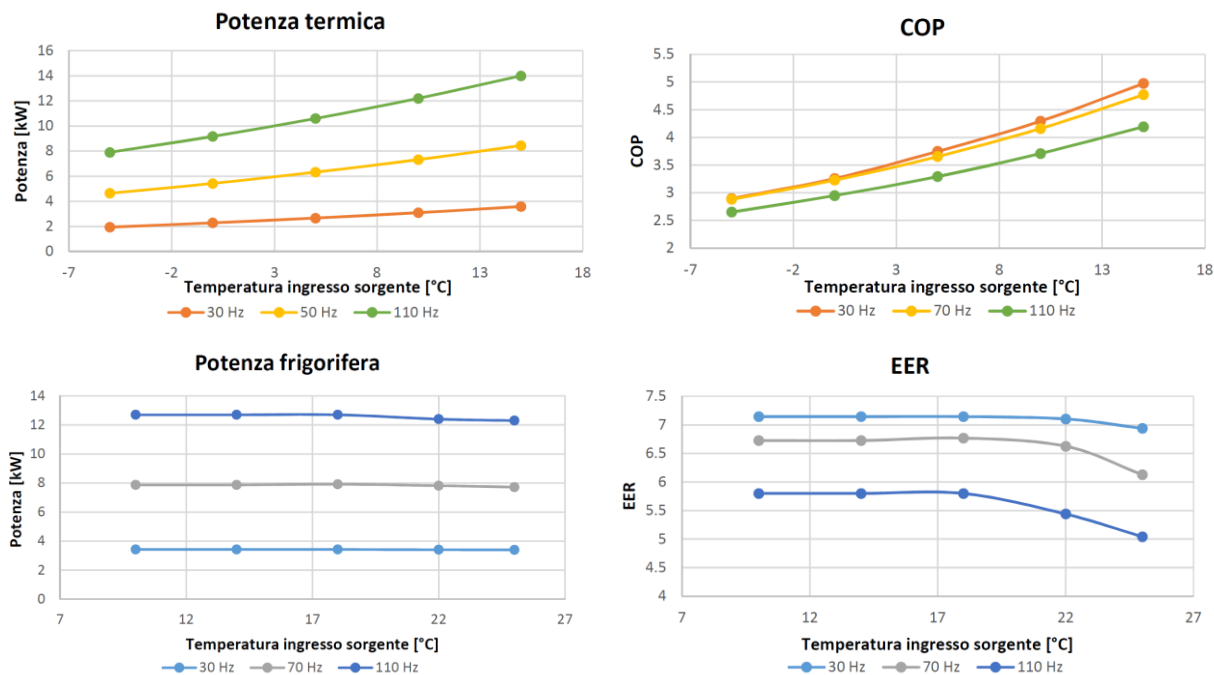 Potenza termica
16
14
12
10
8
6
4
2
0
Potenza [kW]
-7 -2 3 8 13 18
Temperatura ingresso sorgente [°C]
30 Hz 50 Hz 110 Hz
COP
5.5
5
4.5
4
3.5
3
2.5
2
COP
-7 -2 3 8 13 18
Temperatura ingresso sorgente [°C]
30 Hz 70 Hz 110 Hz
Potenza frigorifera
14
12
10
8
6
4
2
0
Potenza [kW]
7 12 17 22 27
Temperatura ingresso sorgente [°C]
30 Hz 70 Hz 110 Hz
EER
7.5
7
6.5
6
5.5
5
4.5
4
EER
7 12 17 22 27
Temperatura ingresso sorgente [°C]
30 Hz 70 Hz 110 Hz